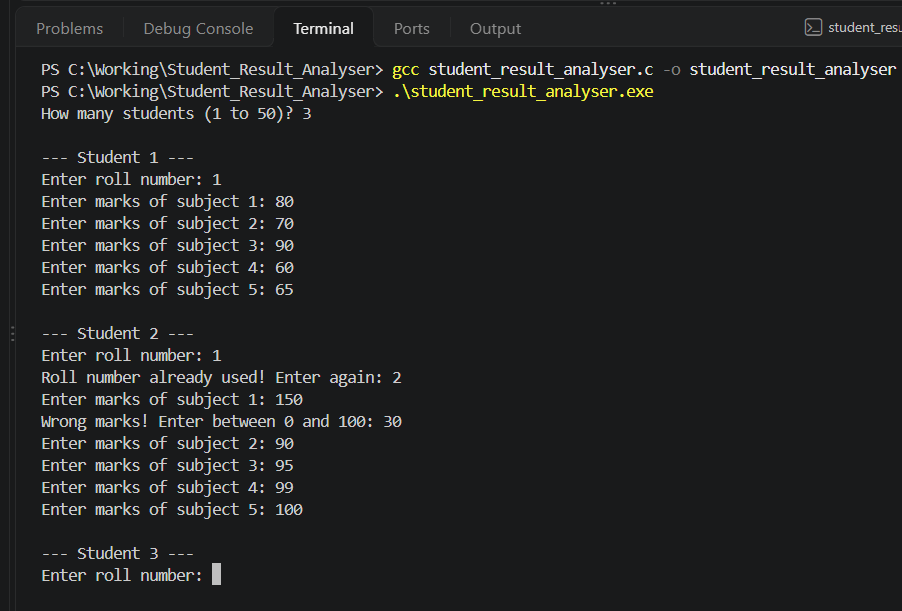 Problems Debug Console Terminal Ports Output student_resu
PS C:\Working\Student_Result_Analyser> gcc student_result_analyser.c -o student_result_analyser
PS C:\Working\Student_Result_Analyser> .\student_result_analyser.exe
How many students (1 to 50)? 3
--- Student 1 ---
Enter roll number: 1
Enter marks of subject 1: 80
Enter marks of subject 2: 70
Enter marks of subject 3: 90
Enter marks of subject 4: 60
Enter marks of subject 5: 65
--- Student 2 ---
Enter roll number: 1
Roll number already used! Enter again: 2
Enter marks of subject 1: 150
Wrong marks! Enter between 0 and 100: 30
Enter marks of subject 2: 90
Enter marks of subject 3: 95
Enter marks of subject 4: 99
Enter marks of subject 5: 100
--- Student 3 ---
Enter roll number: